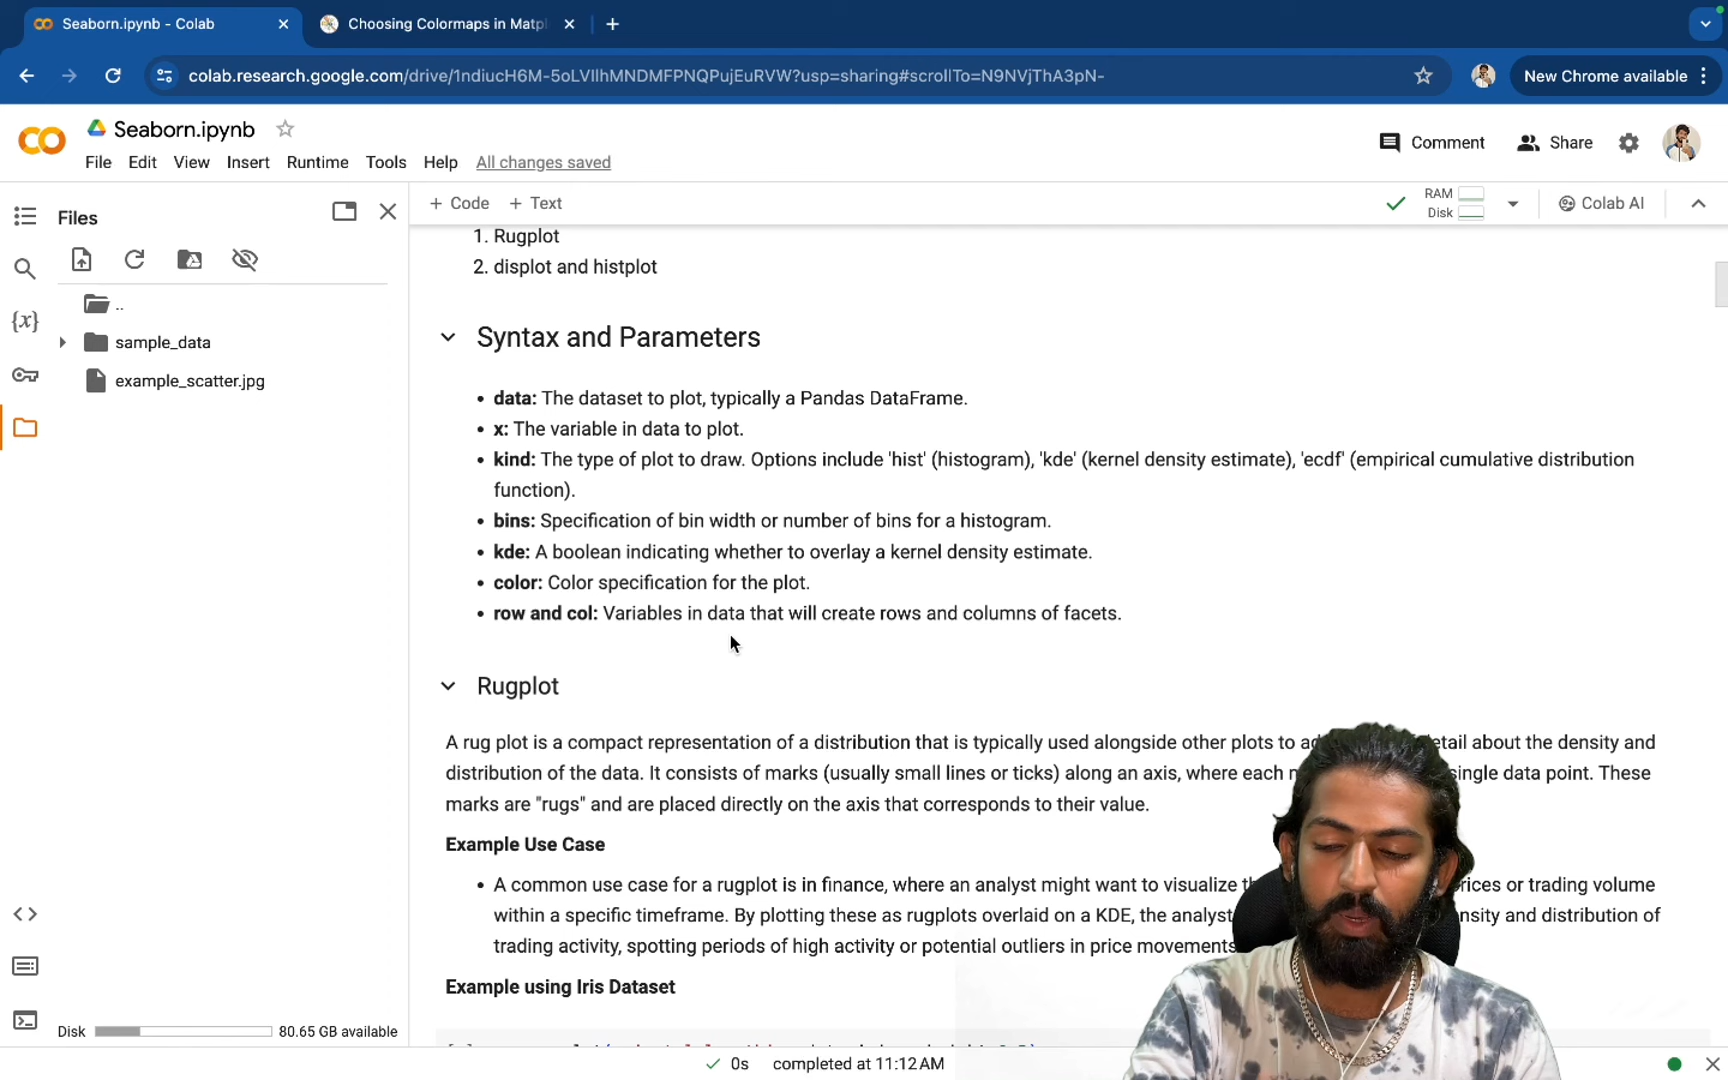 Seaborn.ipynb - Colab
Choosing Colormaps in Matpl
colab.research.google.com/drive/1ndiucH6M-5oLVIlhMNDMFPNQPujEuRVW?usp=sharing#scrollTo=N9NVjThA3pN-
New Chrome available
CO
Seaborn.ipynb
File Edit View Insert Runtime Tools Help All changes saved
Comment
Share
Files
+ Code + Text
RAM
Disk
Colab AI
..
sample_data
example_scatter.jpg
{x}
1. Rugplot
2. displot and histplot
Syntax and Parameters
• data: The dataset to plot, typically a Pandas DataFrame.
• x: The variable in data to plot.
• kind: The type of plot to draw. Options include 'hist' (histogram), 'kde' (kernel density estimate), 'ecdf' (empirical cumulative distribution
function).
• bins: Specification of bin width or number of bins for a histogram.
• kde: A boolean indicating whether to overlay a kernel density estimate.
• color: Color specification for the plot.
• row and col: Variables in data that will create rows and columns of facets.
Rugplot
A rug plot is a compact representation of a distribution that is typically used alongside other plots to etail about the density and
distribution of the data. It consists of marks (usually small lines or ticks) along an axis, where each single data point. These
marks are "rugs" and are placed directly on the axis that corresponds to their value.
Example Use Case
• A common use case for a rugplot is in finance, where an analyst might want to visualize rices or trading volume
within a specific timeframe. By plotting these as rugplots overlaid on a KDE, the analyst nsity and distribution of
trading activity, spotting periods of high activity or potential outliers in price movements
Example using Iris Dataset
Disk 80.65 GB available
0s completed at 11:12 AM